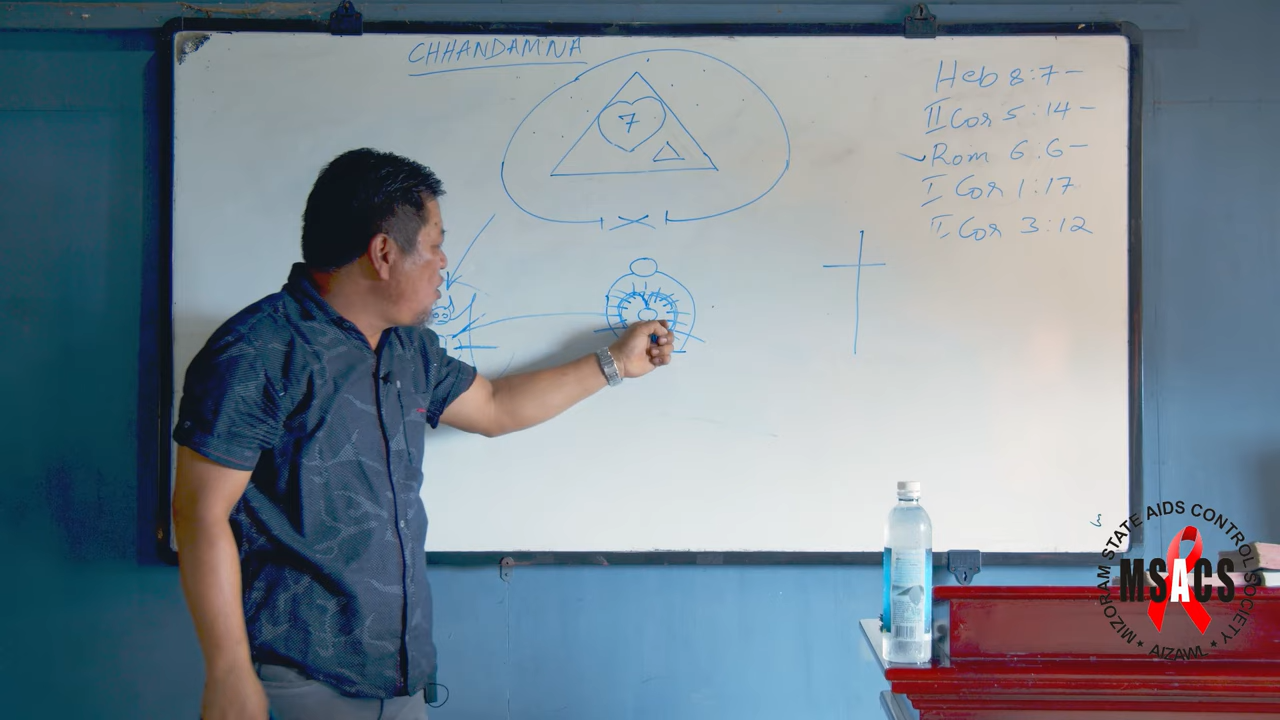 CHHANDAMNA
7
Heb 8:7-
II Cor 5:14-
Rom 6:6-
I Cor 1:17
II Cor 3:12
MIZORAM STATE AIDS CONTROL SOCIETY
MSACS
AIZAWL